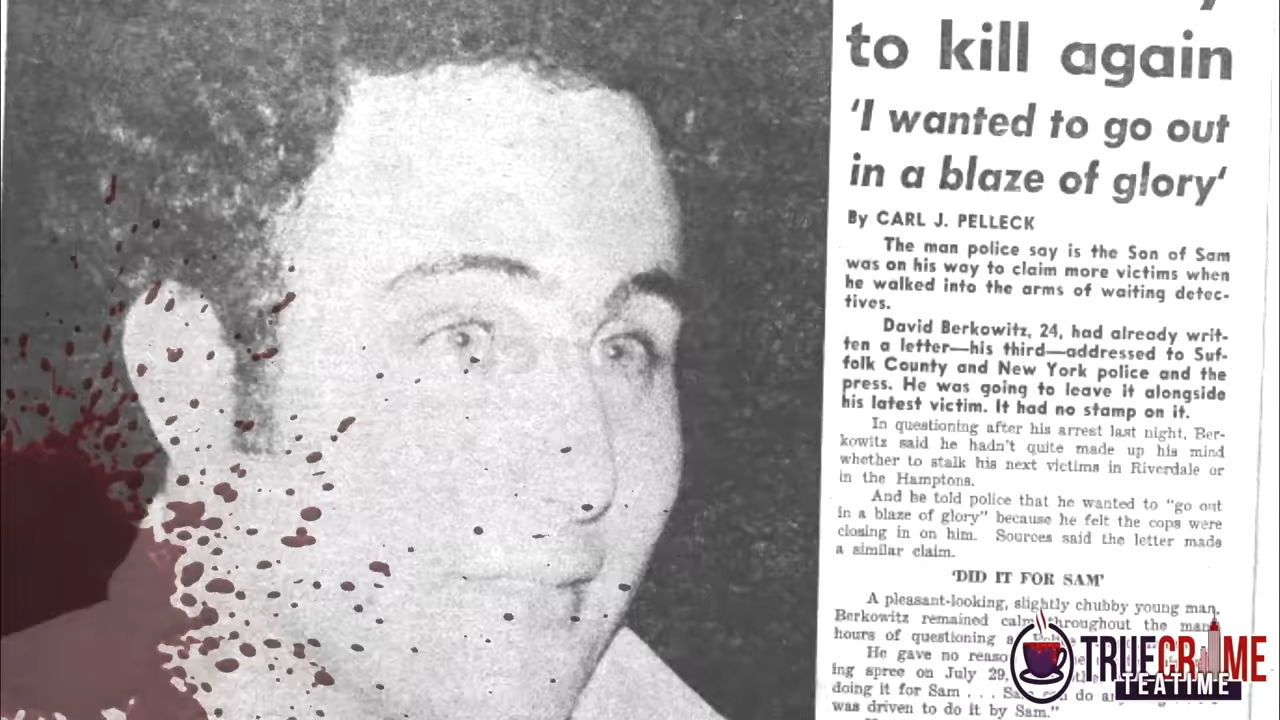 to kill again
'I wanted to go out
in a blaze of glory'
By CARL J. PELLECK
The man police say is the Son of Sam
was on his way to claim more victims when
he walked into the arms of waiting detec-
tives.
David Berkowitz, 24, had already writ-
ten a letter—his third—addressed to Suf-
folk County and New York police and the
press. He was going to leave it alongside
his latest victim. It had no stamp on it.
In questioning after his arrest last night, Ber-
kowitz said he hadn't quite made up his mind
whether to stalk his next victims in Riverdale or
in the Hamptons.
And he told police that he wanted to "go out
in a blaze of glory" because he felt the cops were
closing in on him. Sources said the letter made
a similar claim.
'DID IT FOR SAM'
A pleasant-looking, slightly chubby young man,
Berkowitz remained calm throughout the many
hours of questioning
He gave no reaso
ing spree on July 29,
doing it for Sam . . . do
was driven to do it by Sam."
TRUE CRIME
TEATIME